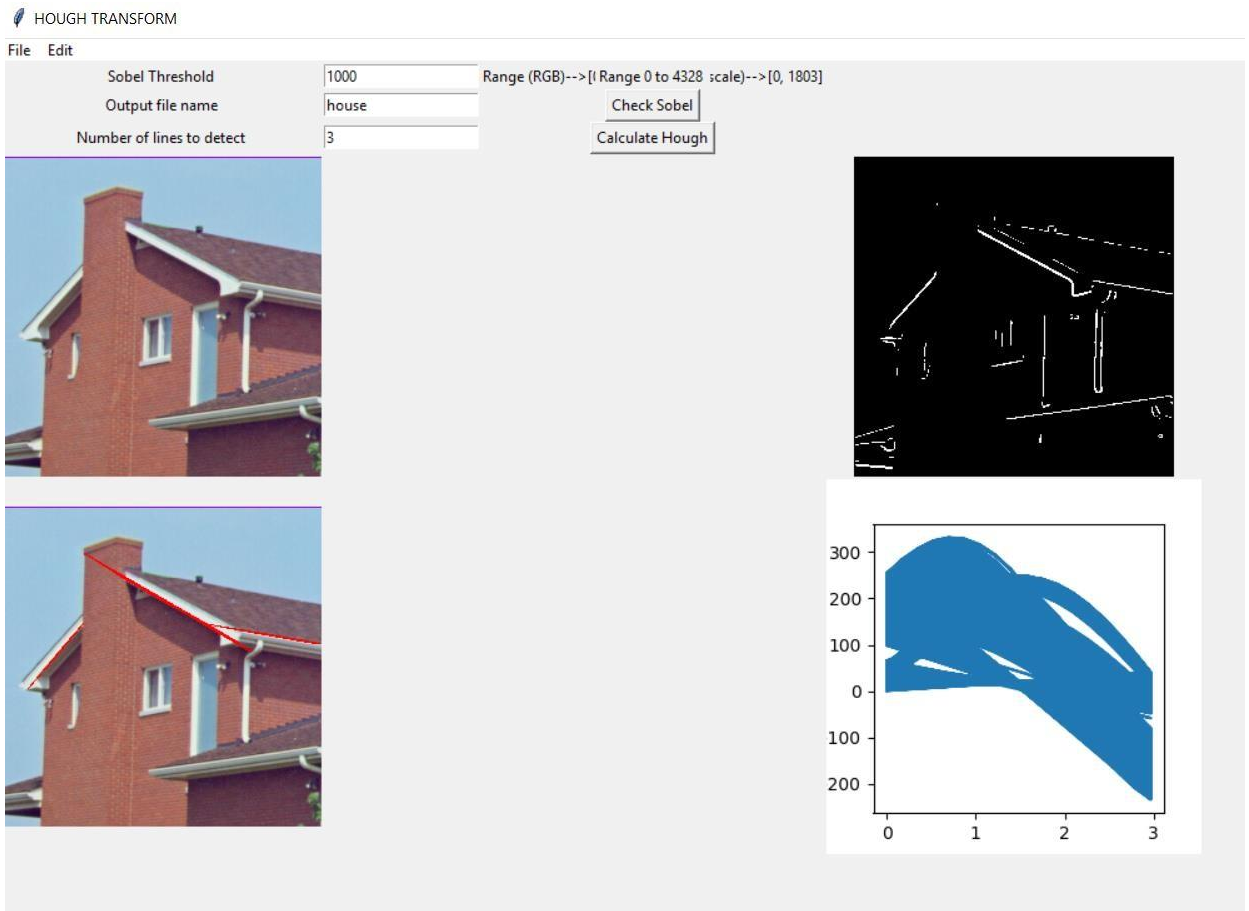 HOUGH TRANSFORM
File Edit
Sobel Threshold 1000 Range (RGB)-->[( Range 0 to 4328 scale)-->[0, 1803]
Output file name house Check Sobel
Number of lines to detect 3 Calculate Hough
300
200
100
0
100
200
0 1 2 3